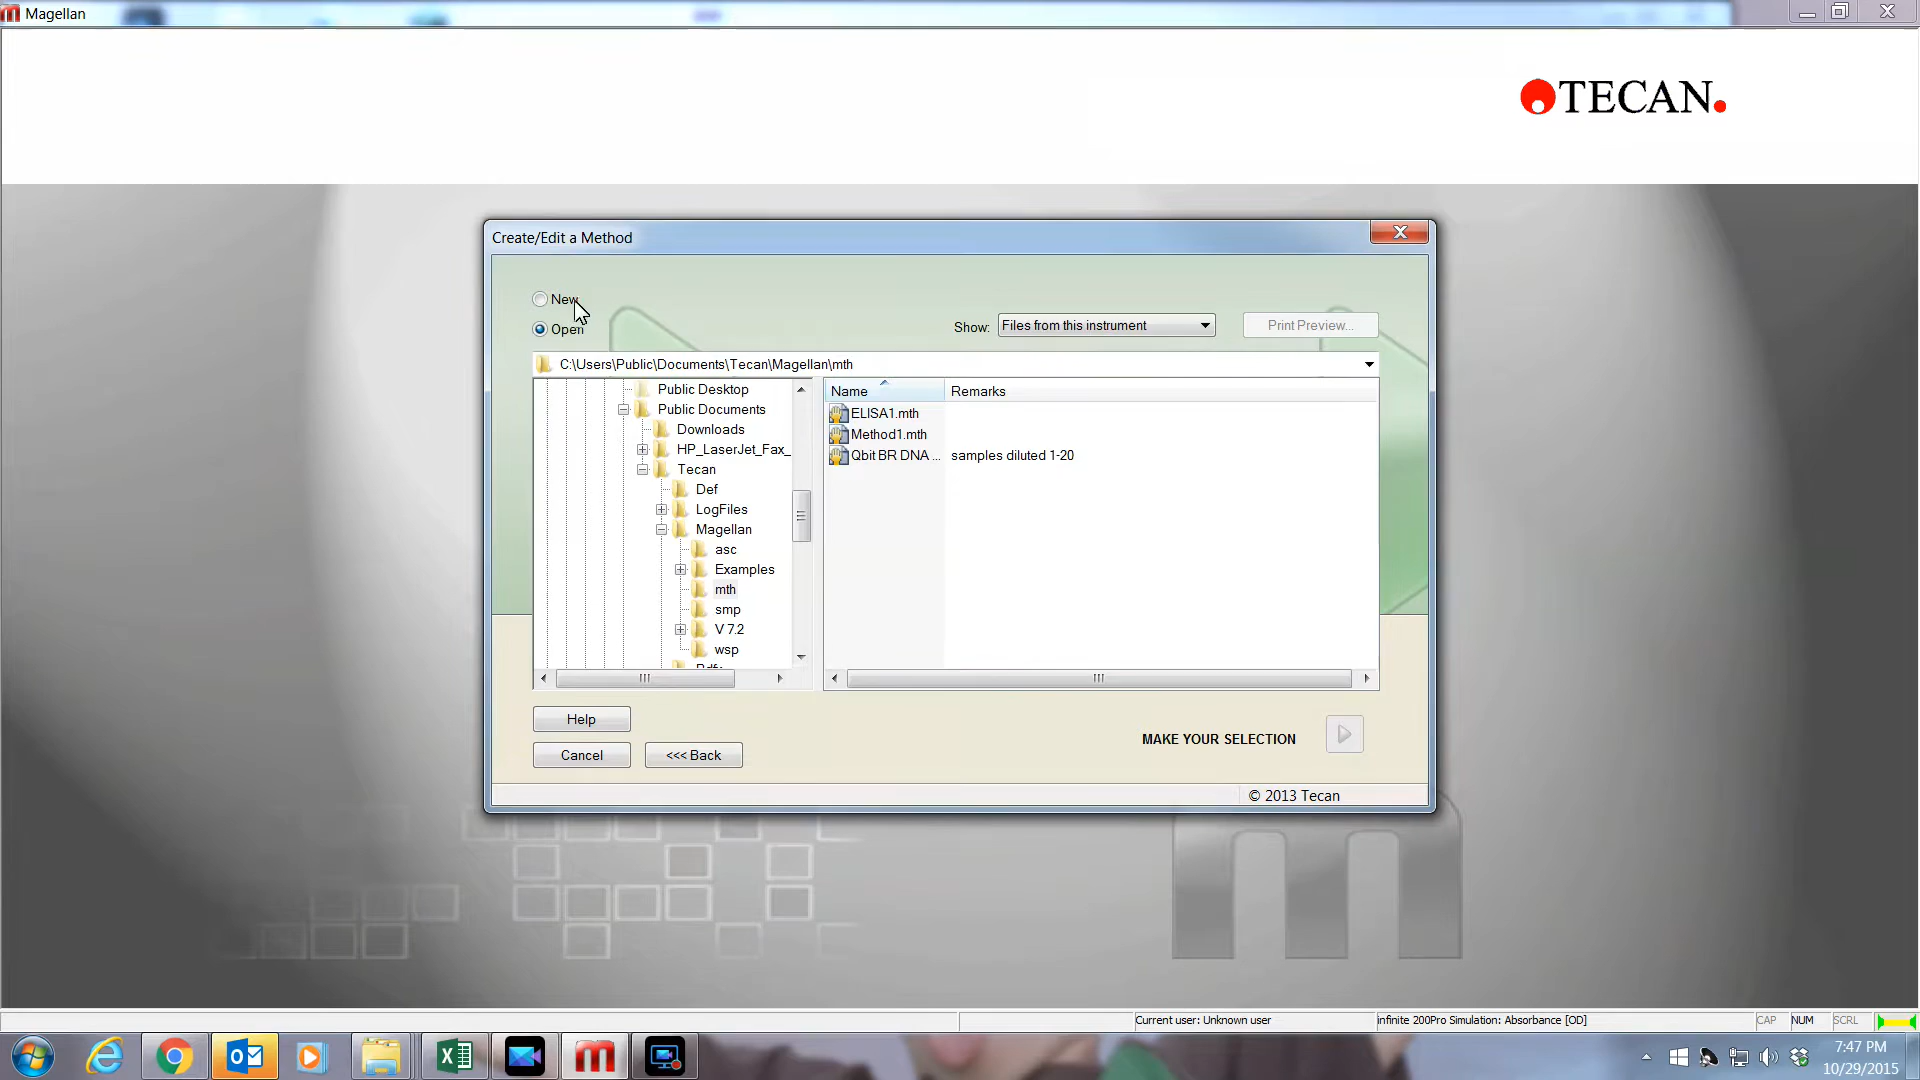 Magellan
TECAN.
Create/Edit a Method
New
Open
Show: Files from this instrument
Print Preview...
C:\Users\Public\Documents\Tecan\Magellan\mth
Public Desktop
Public Documents
Downloads
HP_LaserJet_Fax_
Tecan
Def
LogFiles
Magellan
asc
Examples
mth
smp
V 7.2
wsp
Name Remarks
ELISA1.mth
Method1.mth
Qbit BR DNA ... samples diluted 1-20
Help
Cancel
<<< Back
MAKE YOUR SELECTION
© 2013 Tecan
Current user: Unknown user
infinite 200Pro Simulation: Absorbance [OD]
CAP NUM SCRL
7:47 PM
10/29/2015